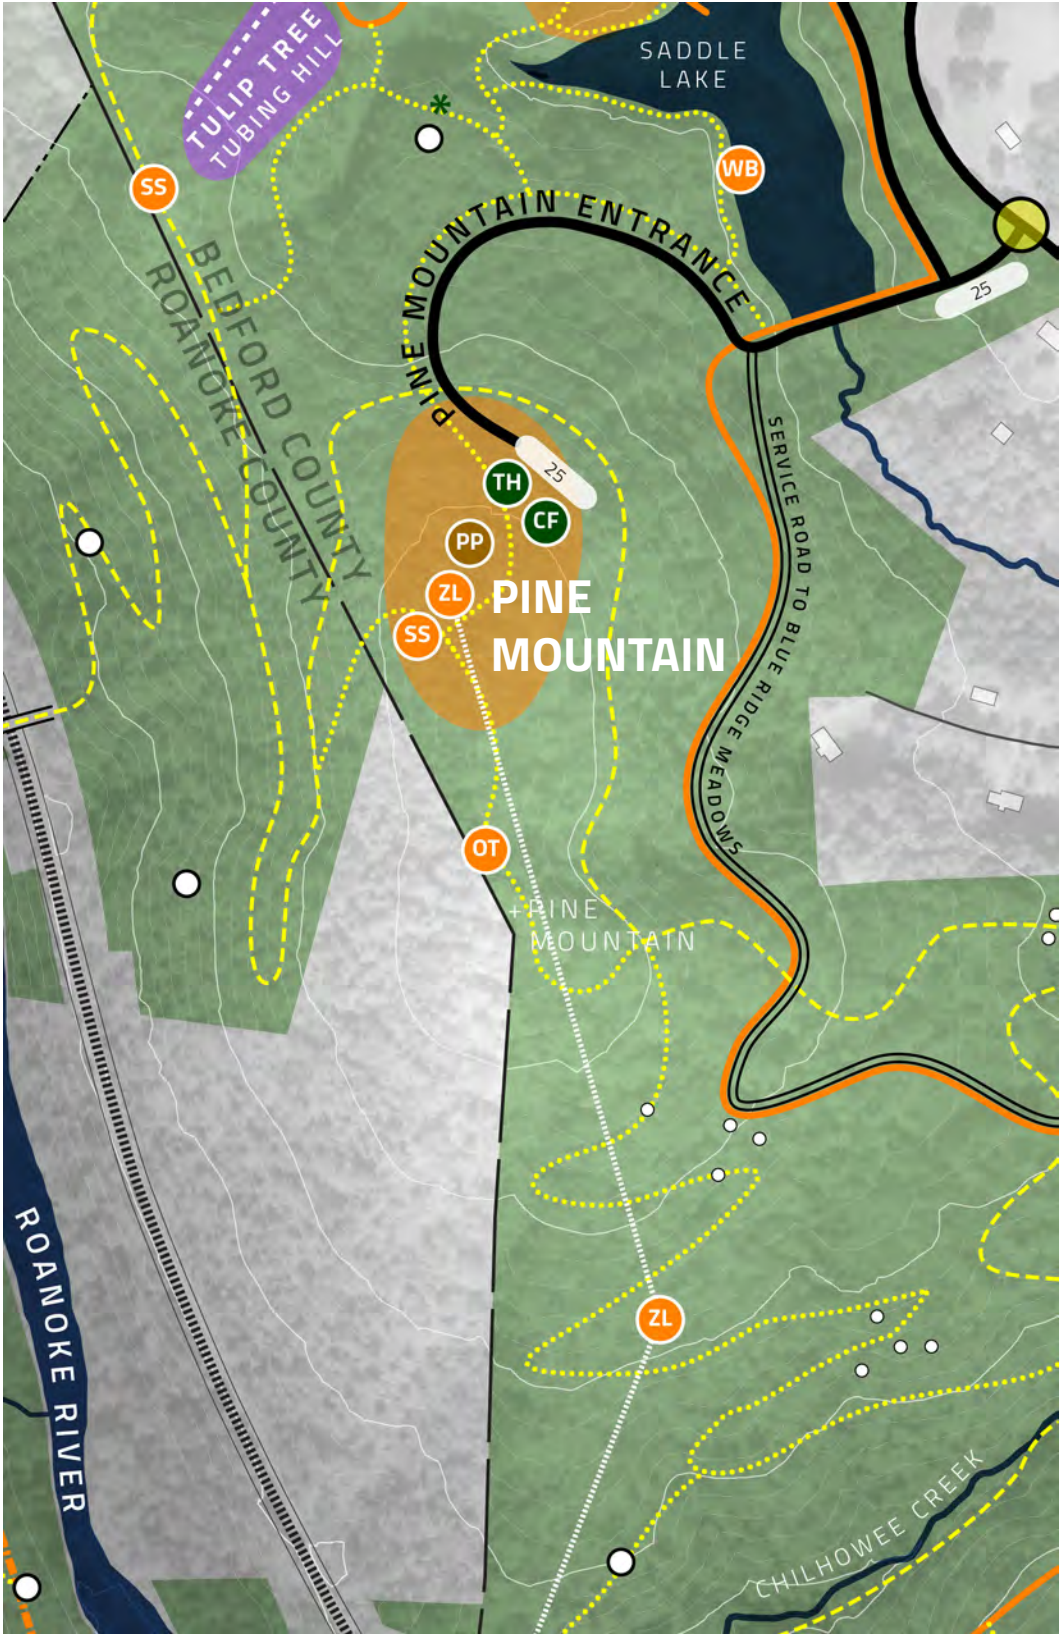 SADDLE
LAKE
TULIP TREE
TUBING HILL
*
WB
SS
PINE MOUNTAIN ENTRANCE
25
BEDFORD COUNTY
ROANOKE COUNTY
25
TH
CF
PP
ZL
SS
PINE
MOUNTAIN
SERVICE ROAD TO BLUE RIDGE MEADOWS
OT
+PINE
MOUNTAIN
ROANOKE RIVER
ZL
CHILHOWEE CREEK